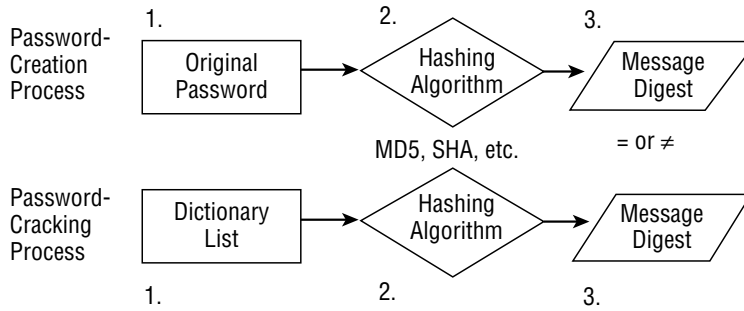 1.
2.
3.
Password-
Creation
Process
Original
Password
Hashing
Algorithm
Message
Digest
MD5, SHA, etc.
= or ≠
Password-
Cracking
Process
Dictionary
List
Hashing
Algorithm
Message
Digest
1.
2.
3.